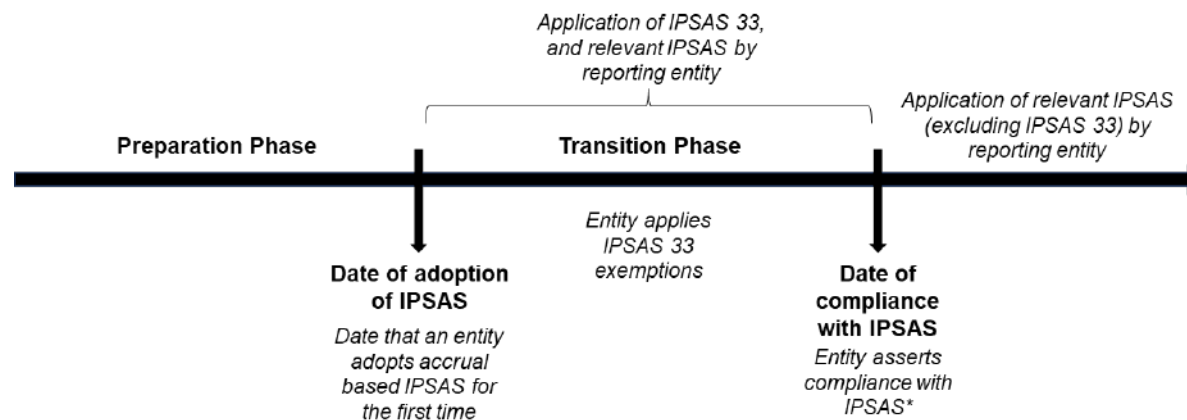 Application of IPSAS 33,
and relevant IPSAS by
reporting entity
Application of relevant IPSAS
(excluding IPSAS 33) by
reporting entity
Preparation Phase
Transition Phase
Entity applies
IPSAS 33
exemptions
Date of adoption
of IPSAS
Date that an entity
adopts accrual
based IPSAS for
the first time
Date of
compliance
with IPSAS
Entity asserts
compliance with
IPSAS*